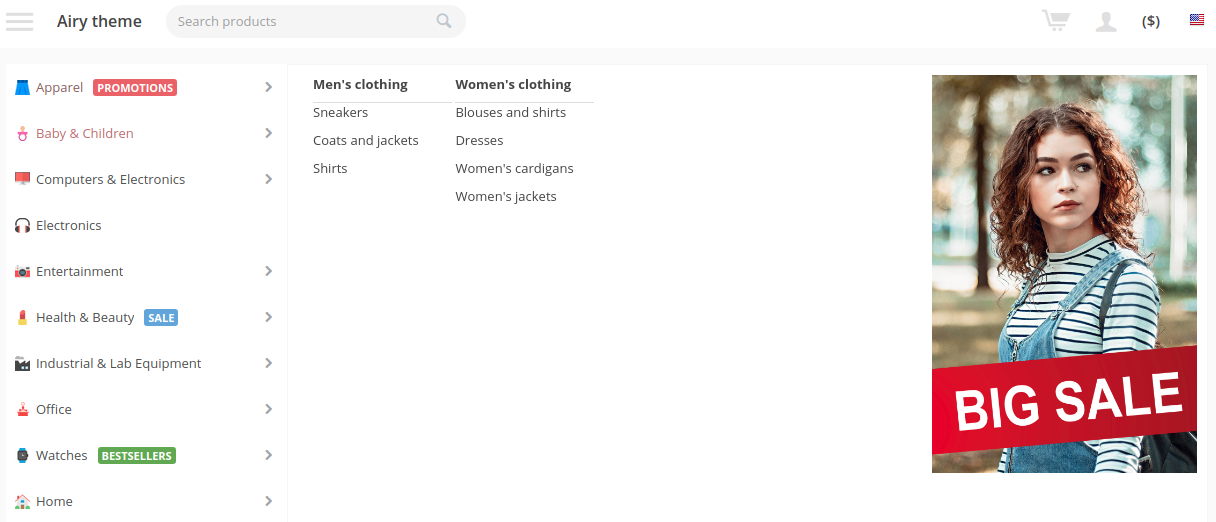 Airy theme
Search products
($)
Apparel PROMOTIONS
Baby & Children
Computers & Electronics
Electronics
Entertainment
Health & Beauty SALE
Industrial & Lab Equipment
Office
Watches BESTSELLERS
Home
Men's clothing
Sneakers
Coats and jackets
Shirts
Women's clothing
Blouses and shirts
Dresses
Women's cardigans
Women's jackets
BIG SALE